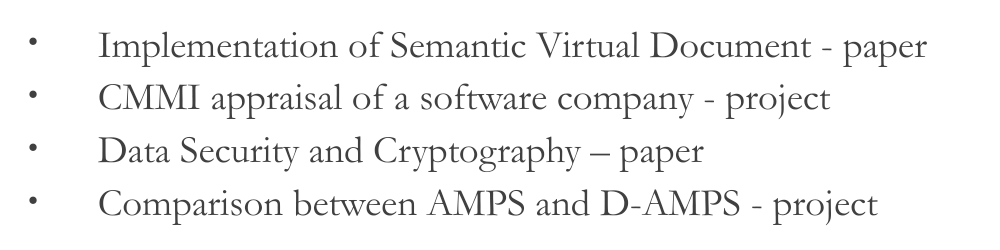 • Implementation of Semantic Virtual Document - paper
• CMMI appraisal of a software company - project
• Data Security and Cryptography – paper
• Comparison between AMPS and D-AMPS - project